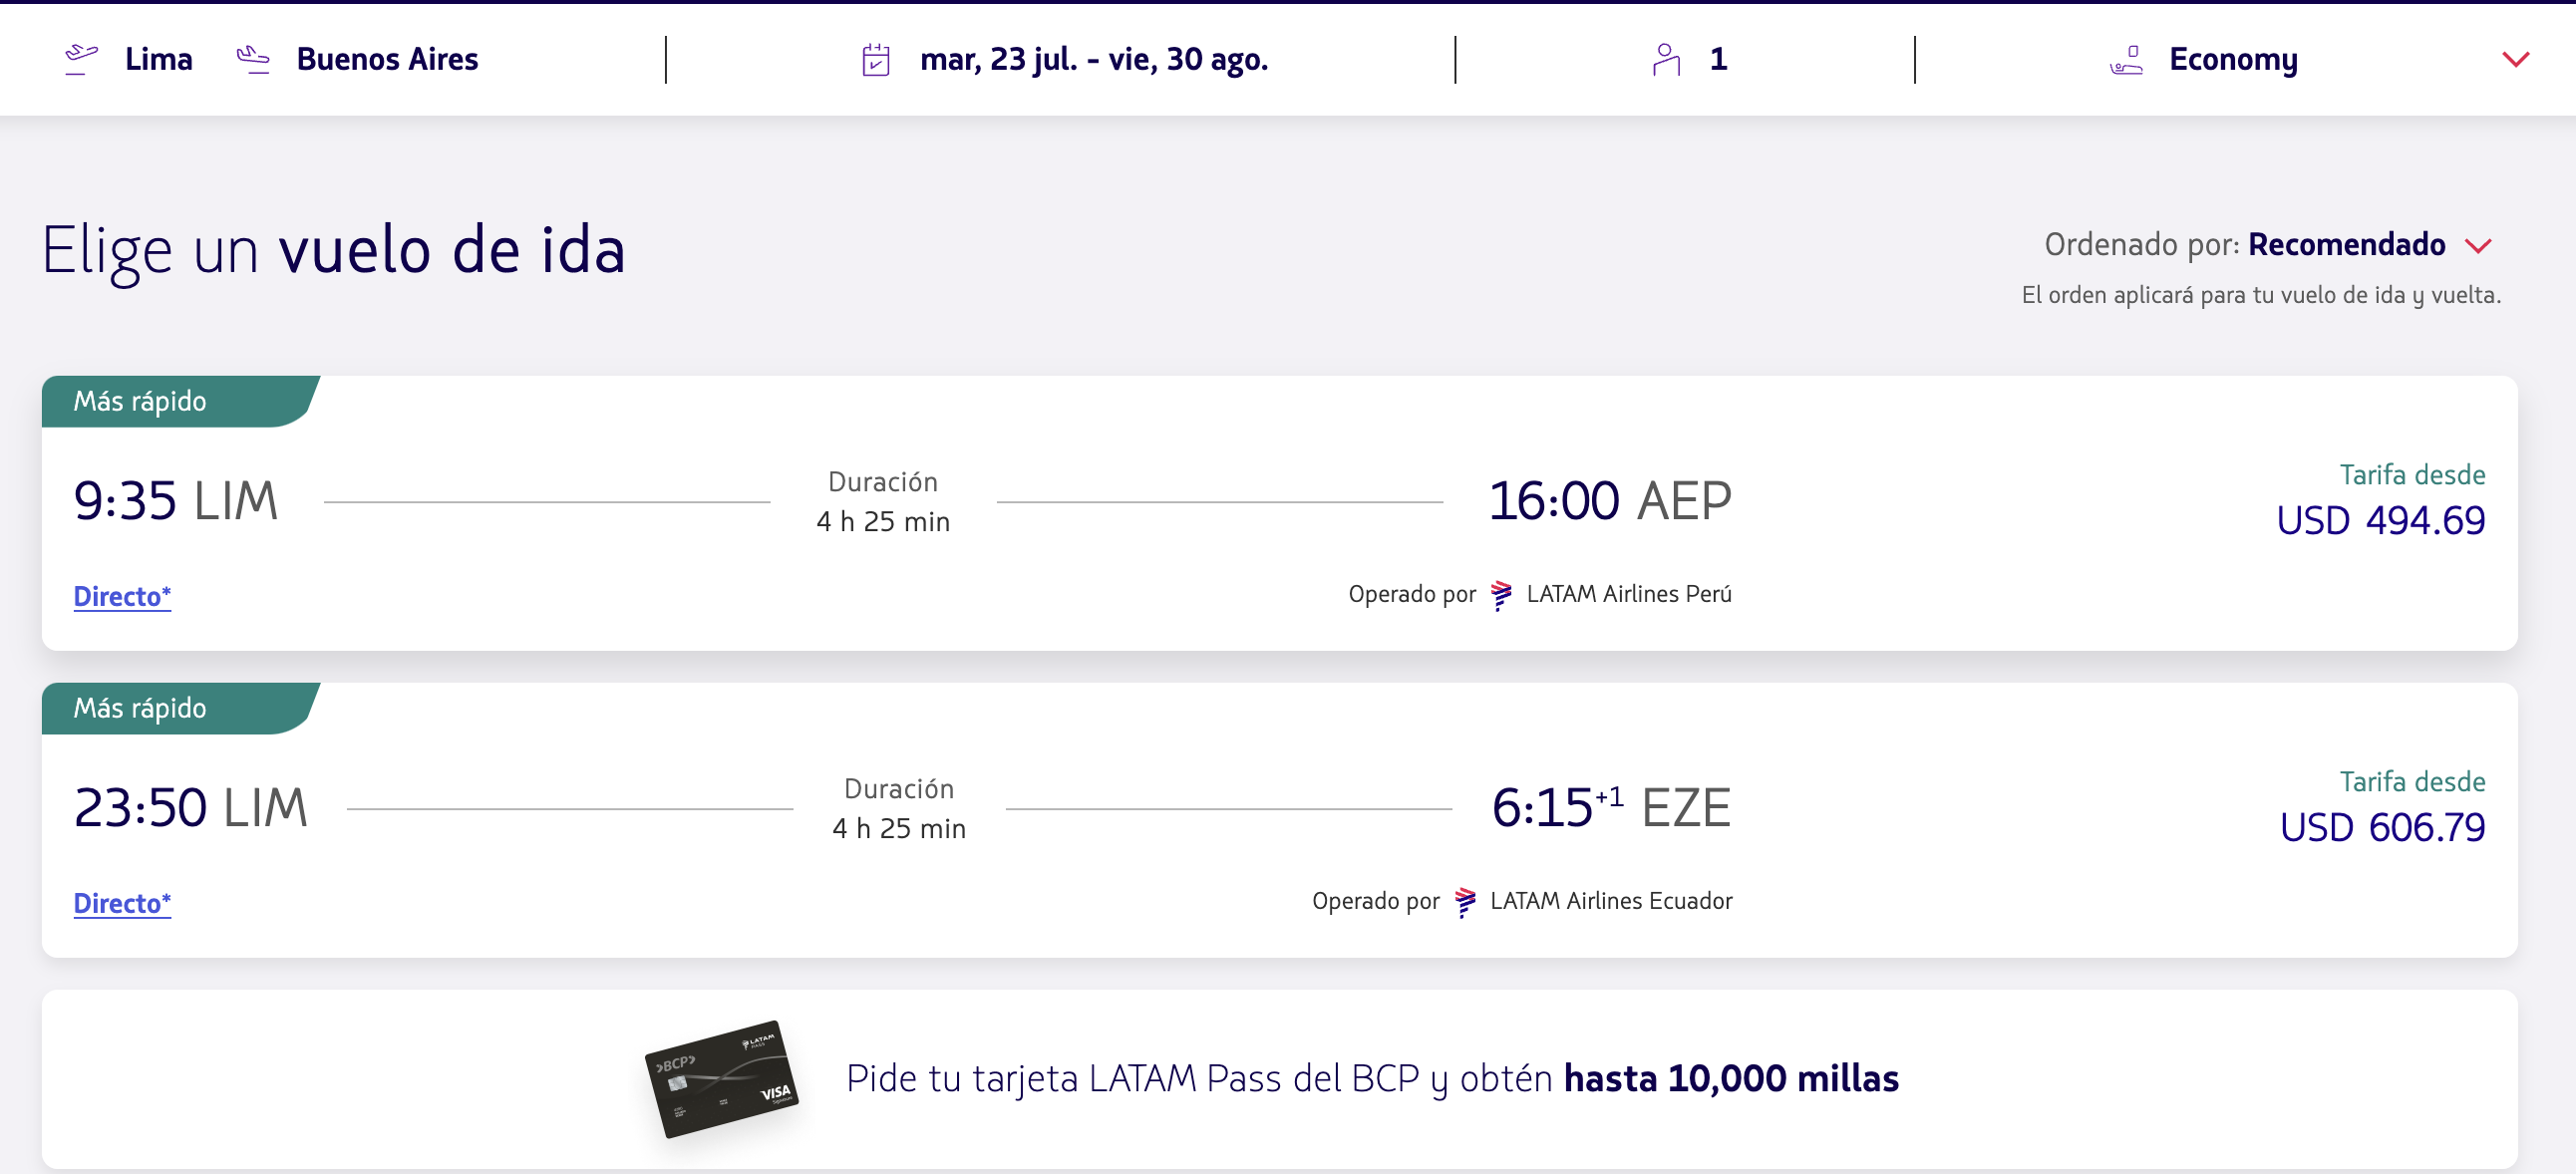 Lima Buenos Aires mar, 23 jul. - vie, 30 ago. 1 Economy
Elige un vuelo de ida
Ordenado por: Recomendado
El orden aplicará para tu vuelo de ida y vuelta.
Más rápido
9:35 LIM
Duración
4 h 25 min
16:00 AEP
Tarifa desde
USD 494.69
Directo*
Operado por LATAM Airlines Perú
Más rápido
23:50 LIM
Duración
4 h 25 min
6:15+1 EZE
Tarifa desde
USD 606.79
Directo*
Operado por LATAM Airlines Ecuador
BCP
LATAM
VISA
Pide tu tarjeta LATAM Pass del BCP y obtén hasta 10,000 millas